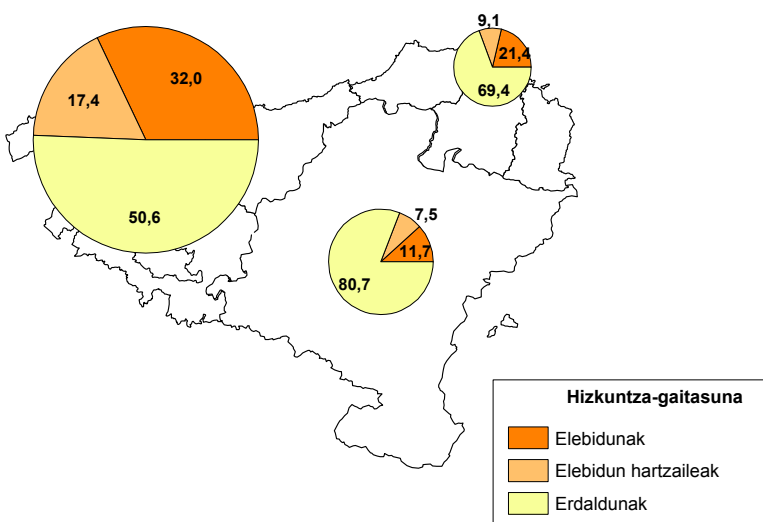 9,1
21,4
69,4
32,0
17,4
50,6
7,5
11,7
80,7
Hizkuntza-gaitasuna
Elebidunak
Elebidun hartzaileak
Erdaldunak